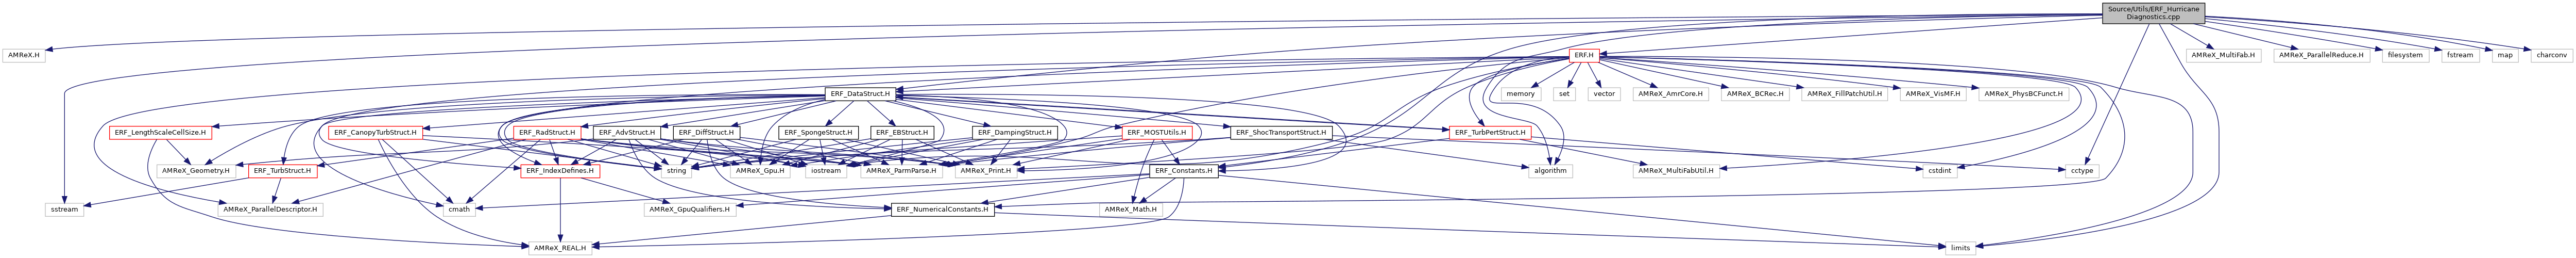 Source/Utils/ERF_Hurricane
Diagnostics.cpp
AMReX.H
ERF.H
AMReX_MultiFab.H
AMReX_ParallelReduce.H
filesystem
fstream
map
charconv
ERF_DataStruct.H
memory
set
vector
AMReX_AmrCore.H
AMReX_BCRec.H
AMReX_FillPatchUtil.H
AMReX_VisMF.H
AMReX_PhysBCFunct.H
ERF_LengthScaleCellSize.H
ERF_CanopyTurbStruct.H
ERF_RadStruct.H
ERF_AdvStruct.H
ERF_DiffStruct.H
ERF_SpongeStruct.H
ERF_EBStruct.H
ERF_DampingStruct.H
ERF_MOSTUtils.H
ERF_ShocTransportStruct.H
ERF_TurbPertStruct.H
AMReX_Geometry.H
ERF_TurbStruct.H
ERF_IndexDefines.H
string
AMReX_Gpu.H
iostream
AMReX_ParmParse.H
AMReX_Print.H
ERF_Constants.H
algorithm
AMReX_MultiFabUtil.H
cstdint
cctype
sstream
AMReX_ParallelDescriptor.H
cmath
AMReX_GpuQualifiers.H
ERF_NumericalConstants.H
AMReX_Math.H
AMReX_REAL.H
limits